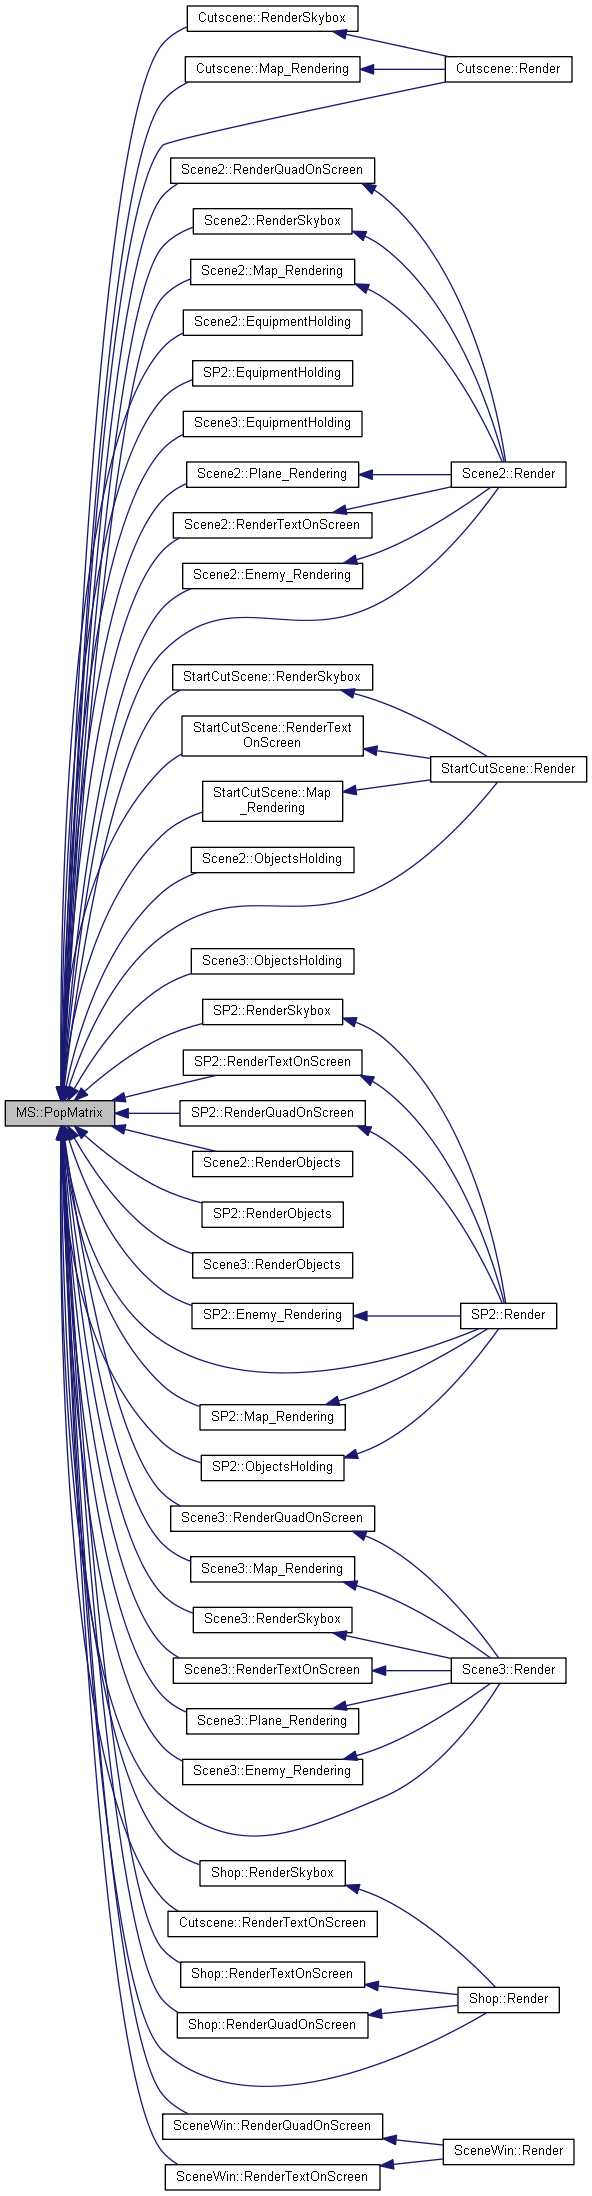 Cutscene::RenderSkybox
Cutscene::Map_Rendering
Cutscene::Render
Scene2::RenderQuadOnScreen
Scene2::RenderSkybox
Scene2::Map_Rendering
Scene2::EquipmentHolding
SP2::EquipmentHolding
Scene3::EquipmentHolding
Scene2::Plane_Rendering
Scene2::Render
Scene2::RenderTextOnScreen
Scene2::Enemy_Rendering
StartCutScene::RenderSkybox
StartCutScene::RenderText
OnScreen
StartCutScene::Render
StartCutScene::Map
_Rendering
Scene2::ObjectsHolding
Scene3::ObjectsHolding
SP2::RenderSkybox
SP2::RenderTextOnScreen
MS::PopMatrix
SP2::RenderQuadOnScreen
Scene2::RenderObjects
SP2::RenderObjects
Scene3::RenderObjects
SP2::Enemy_Rendering
SP2::Render
SP2::Map_Rendering
SP2::ObjectsHolding
Scene3::RenderQuadOnScreen
Scene3::Map_Rendering
Scene3::RenderSkybox
Scene3::RenderTextOnScreen
Scene3::Render
Scene3::Plane_Rendering
Scene3::Enemy_Rendering
Shop::RenderSkybox
Cutscene::RenderTextOnScreen
Shop::RenderTextOnScreen
Shop::Render
Shop::RenderQuadOnScreen
SceneWin::RenderQuadOnScreen
SceneWin::Render
SceneWin::RenderTextOnScreen